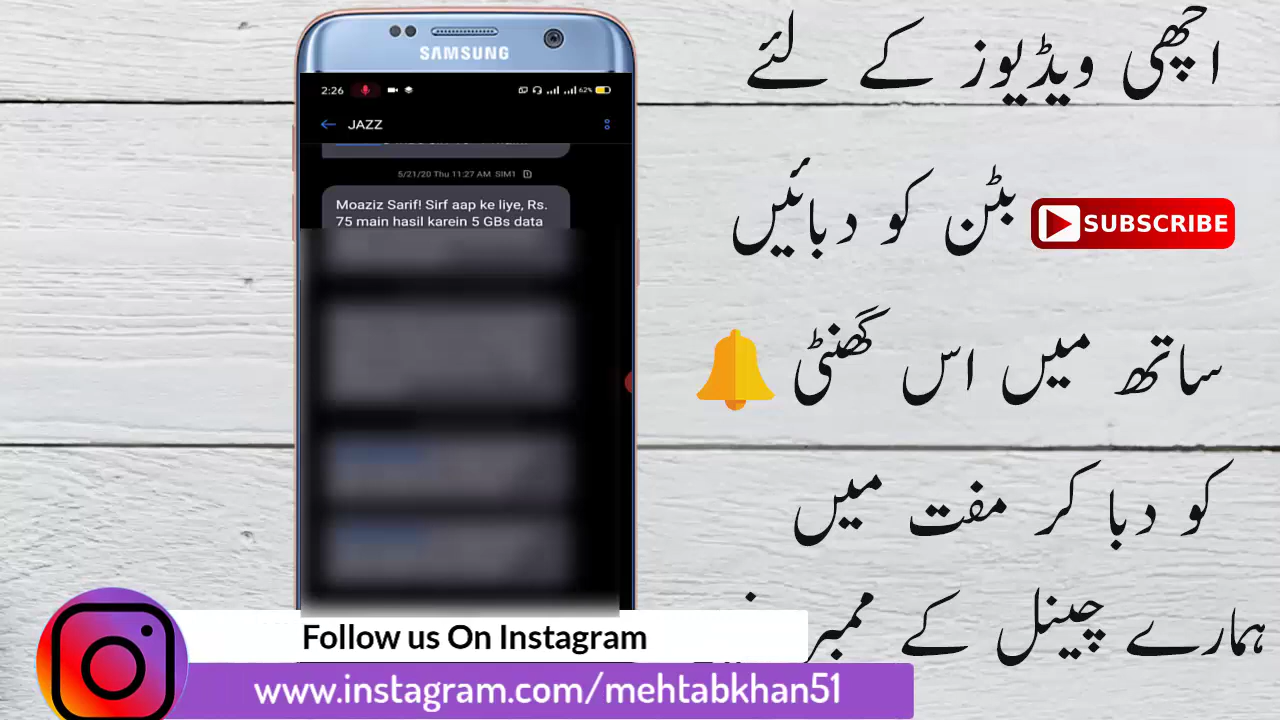 SAMSUNG
2:26
62%
JAZZ
5/21/20 Thu 11:27 AM SIM1
Moaziz Sarif! Sirf aap ke liye, Rs.
75 main hasil karein 5 GBs data
اچھی ویڈیوز کے لئے
SUBSCRIBE بٹن کو دبائیں
ساتھ میں اس گھنٹی
کو دبا کر مفت میں
ہمارے چینل کے ممبر
Follow us On Instagram
www.instagram.com/mehtabkhan51